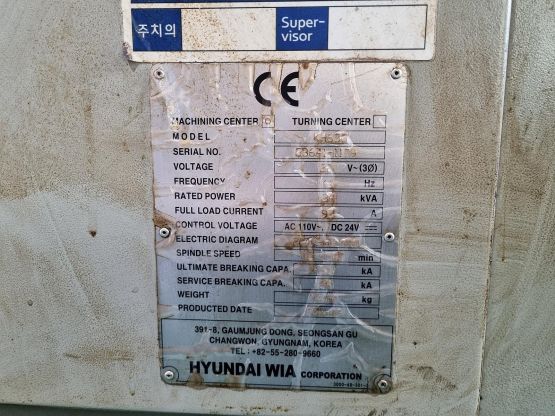 주치의
Super-
visor
CE
MACHINING CENTER TURNING CENTER
MODEL
SERIAL NO.
VOLTAGE V~(3Ø)
FREQUENCY Hz
RATED POWER kVA
FULL LOAD CURRENT A
CONTROL VOLTAGE AC 110V~, DC 24V
ELECTRIC DIAGRAM
SPINDLE SPEED min
ULTIMATE BREAKING CAPA. kA
SERVICE BREAKING CAPA. kA
WEIGHT kg
PRODUCTED DATE
391-8, GAUMJUNG DONG, SEONGSAN GU
CHANGWON, GYUNGNAM, KOREA
TEL : +82-55-280-9660
HYUNDAI WIA CORPORATION